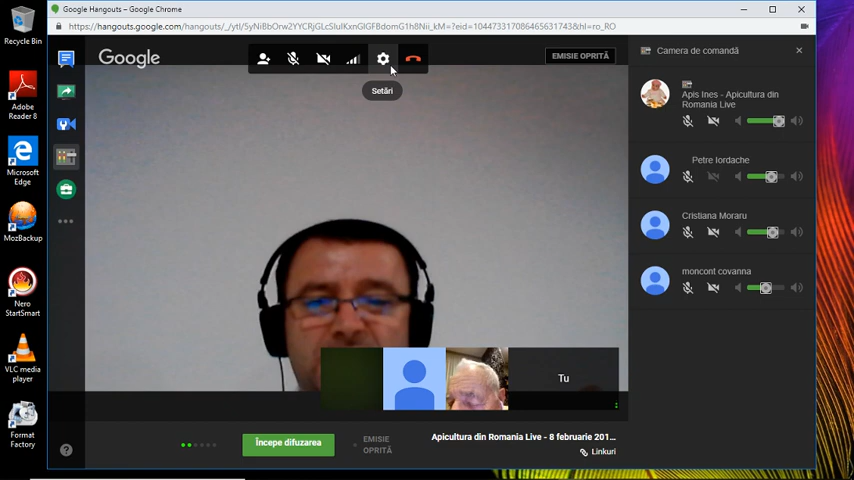 Google Hangouts – Google Chrome
https://hangouts.google.com/hangouts/_/ytl/5yNiBbOrw2YYCRjGLcSIulKxnGIGFBdomG1h8Nii_kM=?eid=104473317086465631743&hl=ro_RO
Recycle Bin
Adobe
Reader 8
Microsoft
Edge
MozBackup
Nero
StartSmart
VLC media
player
Format
Factory
Google
Setări
EMISIE OPRITĂ
Camera de comandă
Apis Ines - Apicultura din
Romania Live
Petre Iordache
Cristiana Moraru
moncont covanna
Tu
Începe difuzarea
EMISIE
OPRITĂ
Apicultura din Romania Live - 8 februarie 201...
Linkuri